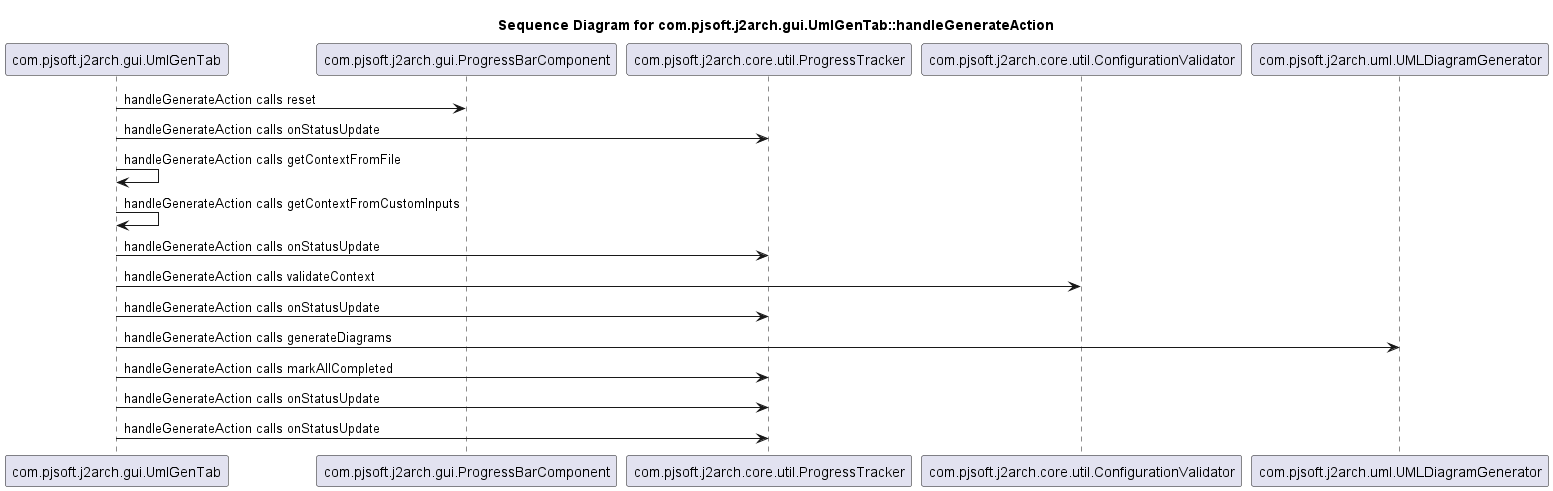 Sequence Diagram for com.pjsoft.j2arch.gui.UmlGenTab::handleGenerateAction
com.pjsoft.j2arch.gui.UmlGenTab
com.pjsoft.j2arch.gui.ProgressBarComponent
com.pjsoft.j2arch.core.util.ProgressTracker
com.pjsoft.j2arch.core.util.ConfigurationValidator
com.pjsoft.j2arch.uml.UMLDiagramGenerator
handleGenerateAction calls reset
handleGenerateAction calls onStatusUpdate
handleGenerateAction calls getContextFromFile
handleGenerateAction calls getContextFromCustomInputs
handleGenerateAction calls onStatusUpdate
handleGenerateAction calls validateContext
handleGenerateAction calls onStatusUpdate
handleGenerateAction calls generateDiagrams
handleGenerateAction calls markAllCompleted
handleGenerateAction calls onStatusUpdate
handleGenerateAction calls onStatusUpdate
com.pjsoft.j2arch.gui.UmlGenTab
com.pjsoft.j2arch.gui.ProgressBarComponent
com.pjsoft.j2arch.core.util.ProgressTracker
com.pjsoft.j2arch.core.util.ConfigurationValidator
com.pjsoft.j2arch.uml.UMLDiagramGenerator